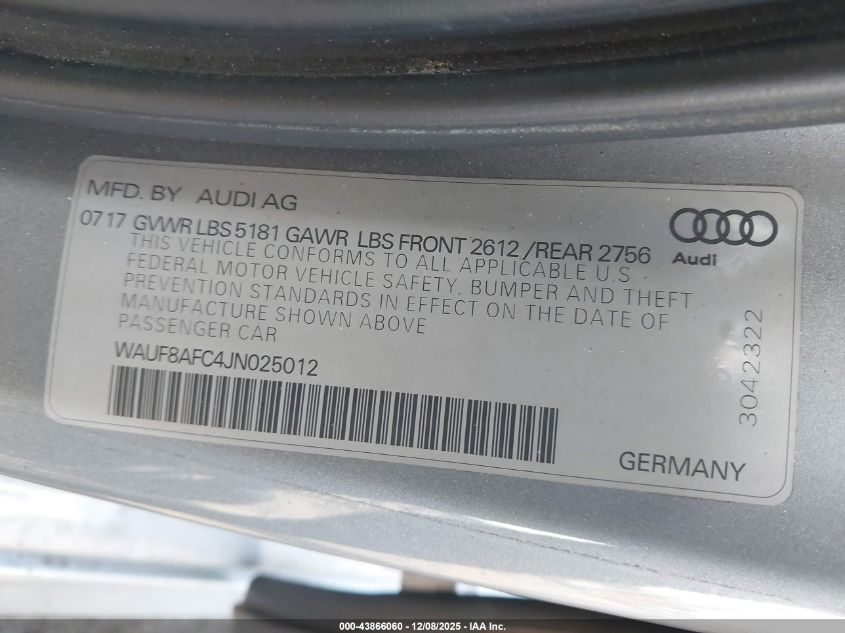 MFD. BY AUDI AG
07 17 GVWR LBS 5181 GAWR LBS FRONT 2612 / REAR 2756
THIS VEHICLE CONFORMS TO ALL APPLICABLE U.S.
FEDERAL MOTOR VEHICLE SAFETY, BUMPER AND THEFT
PREVENTION STANDARDS IN EFFECT ON THE DATE OF
MANUFACTURE SHOWN ABOVE
PASSENGER CAR
WAUF8AFC4JN025012
Audi
3042322
GERMANY
000-43866060 - 12/08/2025 - IAA Inc.